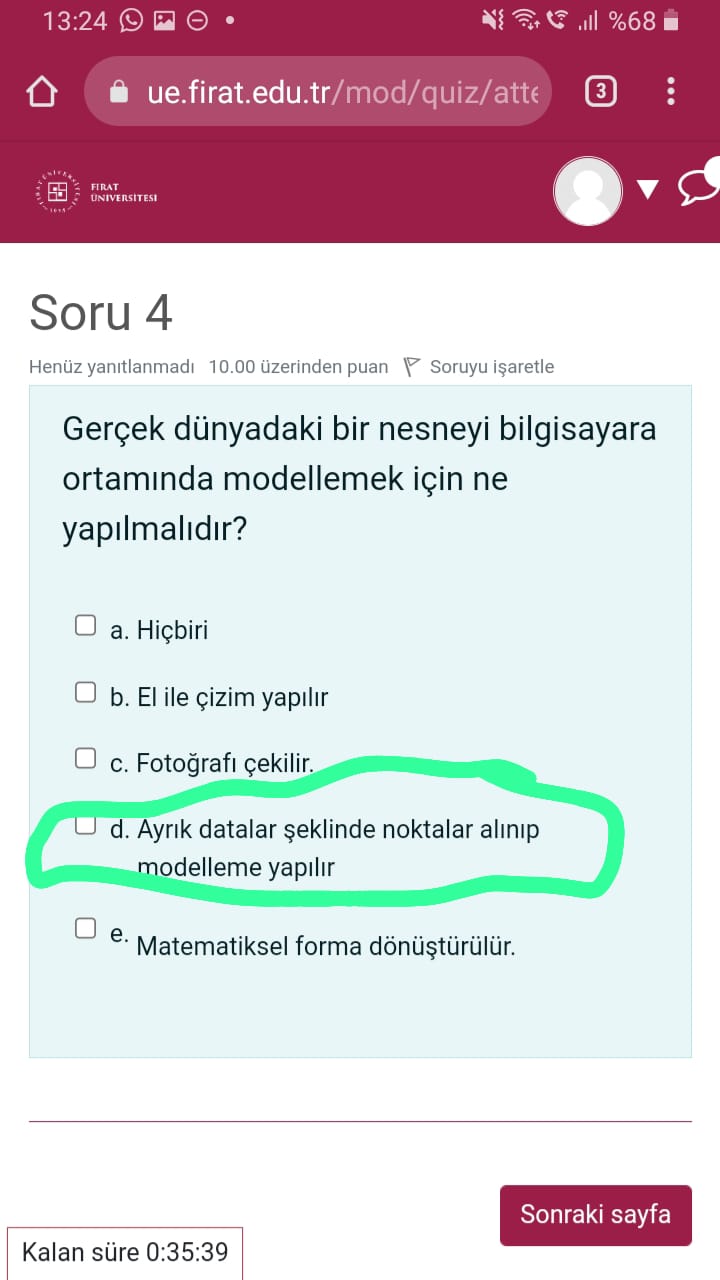 13:24 %68
ue.firat.edu.tr/mod/quiz/atte 3
FIRAT
ÜNİVERSİTESİ
Soru 4
Henüz yanıtlanmadı 10.00 üzerinden puan Soruyu işaretle
Gerçek dünyadaki bir nesneyi bilgisayara
ortamında modellemek için ne
yapılmalıdır?
a. Hiçbiri
b. El ile çizim yapılır
c. Fotoğrafı çekilir.
d. Ayrık datalar şeklinde noktalar alınıp
modelleme yapılır
e. Matematiksel forma dönüştürülür.
Sonraki sayfa
Kalan süre 0:35:39